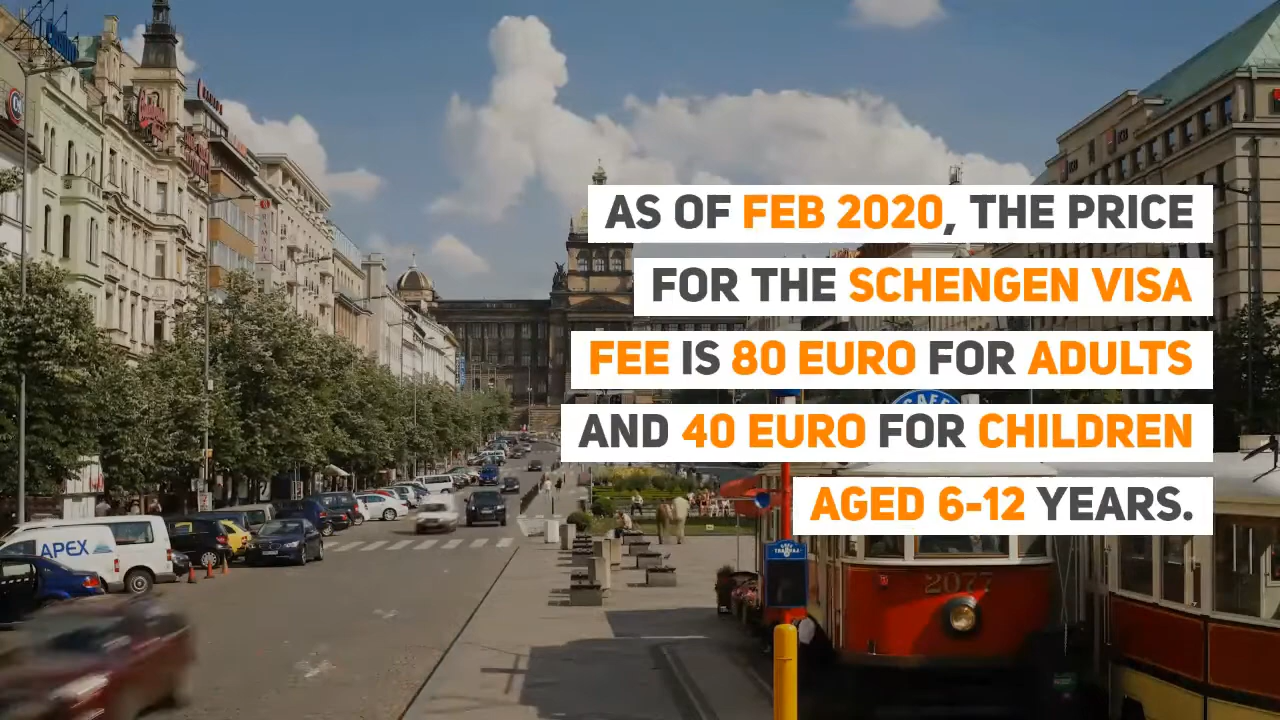 AS OF FEB 2020, THE PRICE
FOR THE SCHENGEN VISA
FEE IS 80 EURO FOR ADULTS
AND 40 EURO FOR CHILDREN
AGED 6-12 YEARS.
CAFE
APEX
2077